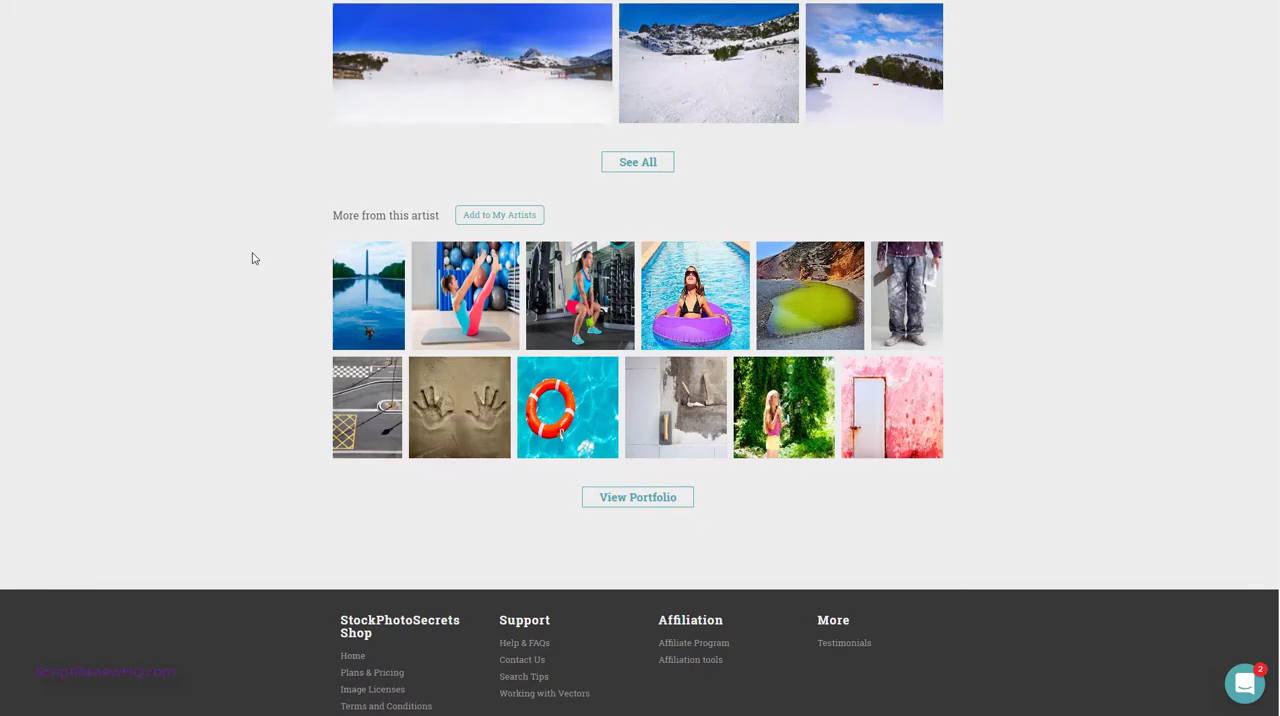 See All
More from this artist
Add to My Artists
View Portfolio
StockPhotoSecrets
Shop
Home
Plans & Pricing
Image Licenses
Terms and Conditions
Support
Help & FAQs
Contact Us
Search Tips
Working with Vectors
Affiliation
Affiliate Program
Affiliation tools
More
Testimonials
ScriptReviewHQ.com
2